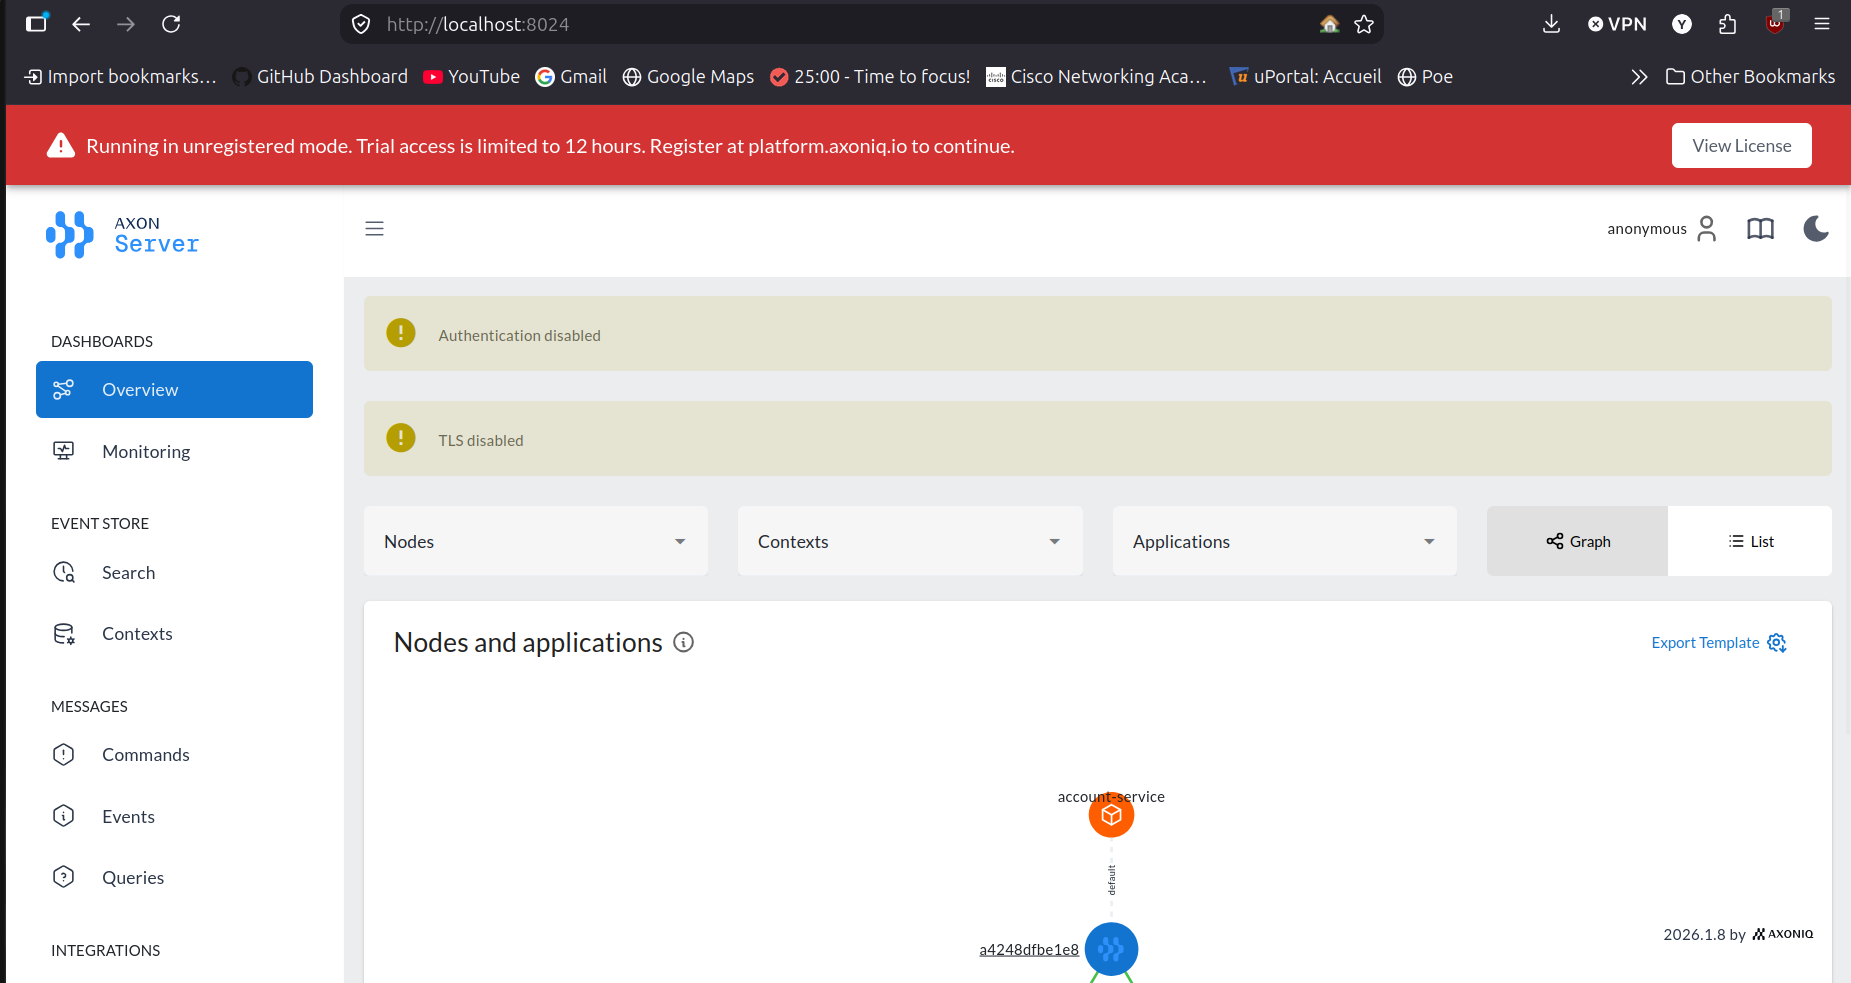 http://localhost:8024
VPN
Y
1
Import bookmarks...
GitHub Dashboard
YouTube
Gmail
Google Maps
25:00 - Time to focus!
Cisco Networking Aca...
uPortal: Accueil
Poe
Other Bookmarks
Running in unregistered mode. Trial access is limited to 12 hours. Register at platform.axoniq.io to continue.
View License
AXON
Server
anonymous
DASHBOARDS
Overview
Monitoring
EVENT STORE
Search
Contexts
MESSAGES
Commands
Events
Queries
INTEGRATIONS
Authentication disabled
TLS disabled
Nodes
Contexts
Applications
Graph
List
Nodes and applications
Export Template
account-service
default
a4248dfbe1e8
2026.1.8 by AXONIQ